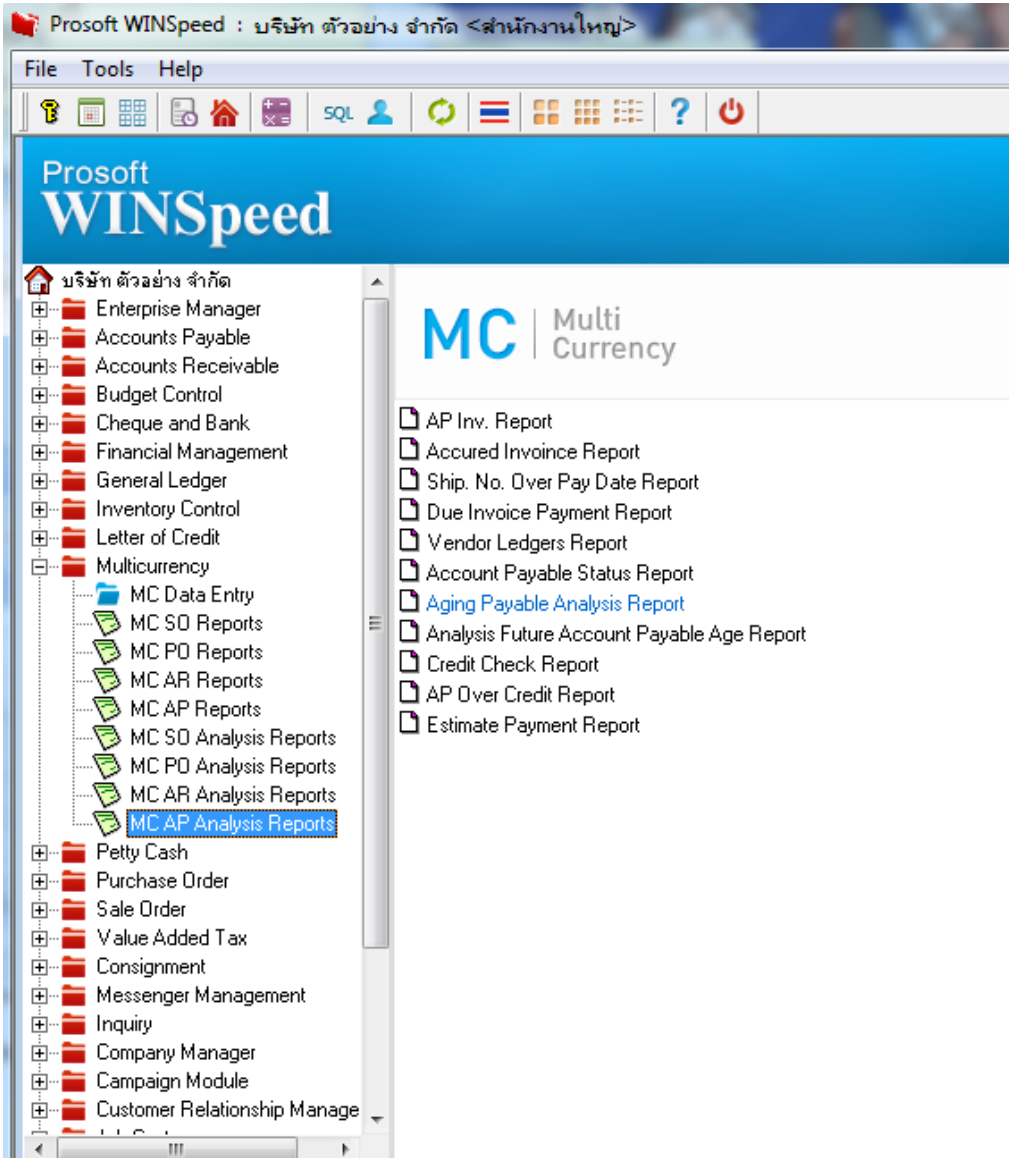 Prosoft WINSpeed : บริษัท ตัวอย่าง จำกัด <สำนักงานใหญ่>
File Tools Help
SQL ?
Prosoft
WINSpeed
บริษัท ตัวอย่าง จำกัด
Enterprise Manager
Accounts Payable
Accounts Receivable
Budget Control
Cheque and Bank
Financial Management
General Ledger
Inventory Control
Letter of Credit
Multicurrency
MC Data Entry
MC SO Reports
MC PO Reports
MC AR Reports
MC AP Reports
MC SO Analysis Reports
MC PO Analysis Reports
MC AR Analysis Reports
MC AP Analysis Reports
Petty Cash
Purchase Order
Sale Order
Value Added Tax
Consignment
Messenger Management
Inquiry
Company Manager
Campaign Module
Customer Relationship Manage
MC | Multi
Currency
AP Inv. Report
Accured Invoince Report
Ship. No. Over Pay Date Report
Due Invoice Payment Report
Vendor Ledgers Report
Account Payable Status Report
Aging Payable Analysis Report
Analysis Future Account Payable Age Report
Credit Check Report
AP Over Credit Report
Estimate Payment Report